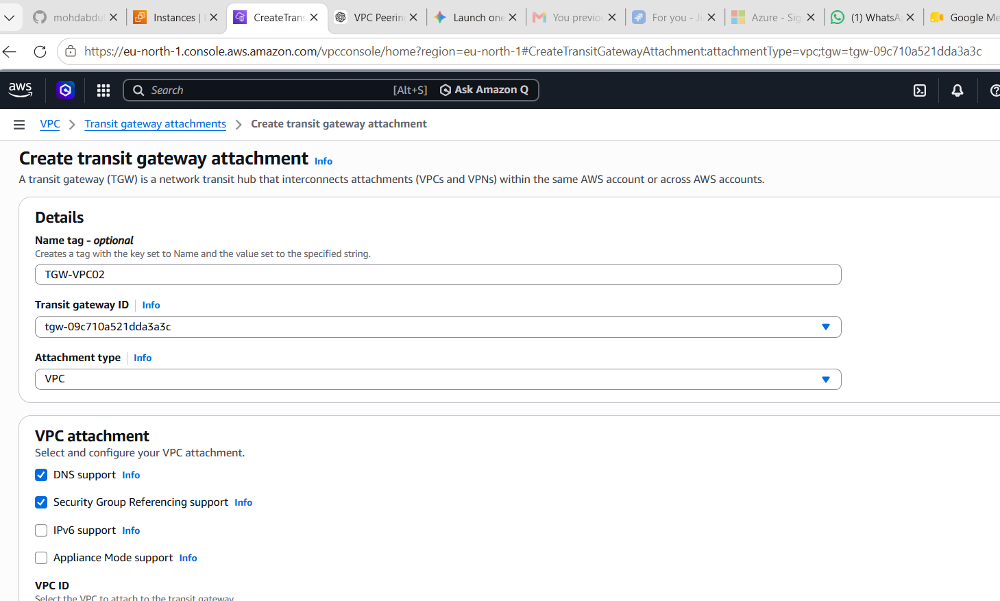 mohdabdul
Instances |
CreateTrans
VPC Peering
Launch one
You previou
For you - Ji
Azure - Sig
(1) WhatsA
Google Me
https://eu-north-1.console.aws.amazon.com/vpcconsole/home?region=eu-north-1#CreateTransitGatewayAttachment:attachmentType=vpc;tgw=tgw-09c710a521dda3a3c
aws
Search [Alt+S] Ask Amazon Q
VPC > Transit gateway attachments > Create transit gateway attachment
Create transit gateway attachment Info
A transit gateway (TGW) is a network transit hub that interconnects attachments (VPCs and VPNs) within the same AWS account or across AWS accounts.
Details
Name tag - optional
Creates a tag with the key set to Name and the value set to the specified string.
TGW-VPC02
Transit gateway ID | Info
tgw-09c710a521dda3a3c
Attachment type | Info
VPC
VPC attachment
Select and configure your VPC attachment.
DNS support Info
Security Group Referencing support Info
IPv6 support Info
Appliance Mode support Info
VPC ID
Select the VPC to attach to the transit gateway.